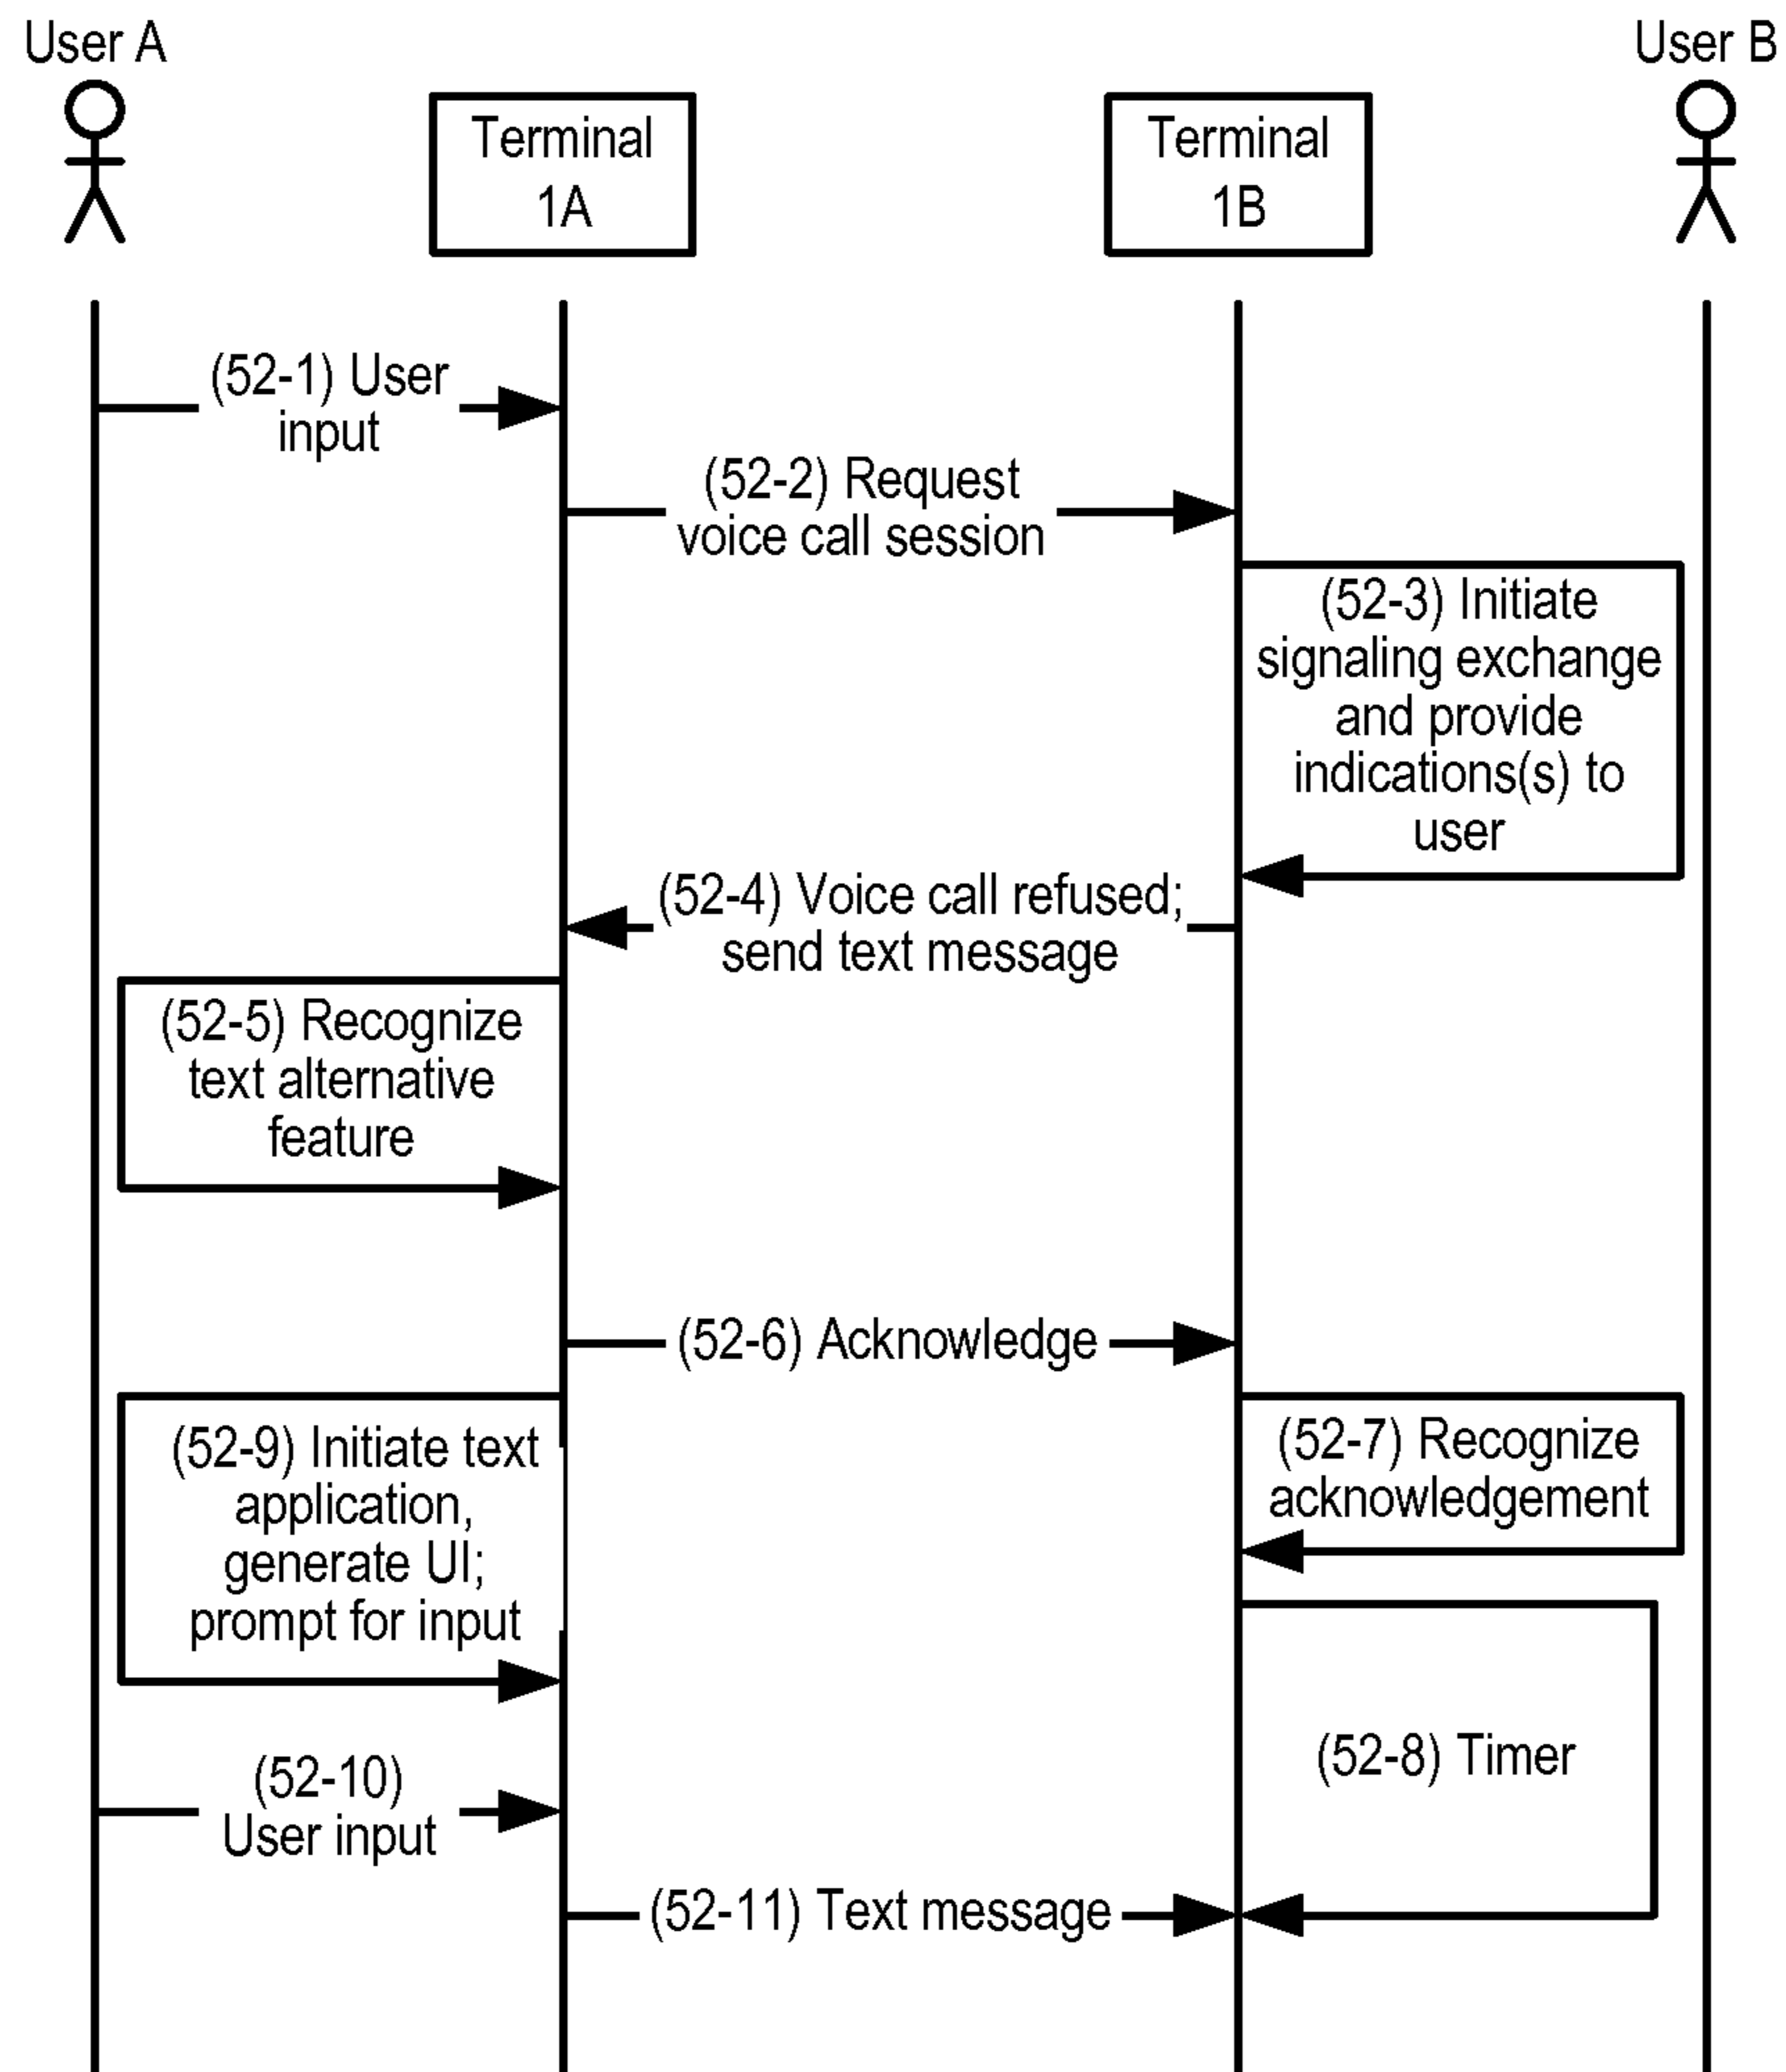 User A
User B
Terminal
1A
Terminal
1B
(52-1) User
input
(52-2) Request
voice call session
(52-3) Initiate
signaling exchange
and provide
indications(s) to
user
(52-4) Voice call refused;
send text message
(52-5) Recognize
text alternative
feature
(52-6) Acknowledge
(52-9) Initiate text
application,
generate UI;
prompt for input
(52-7) Recognize
acknowledgement
(52-8) Timer
(52-10)
User input
(52-11) Text message